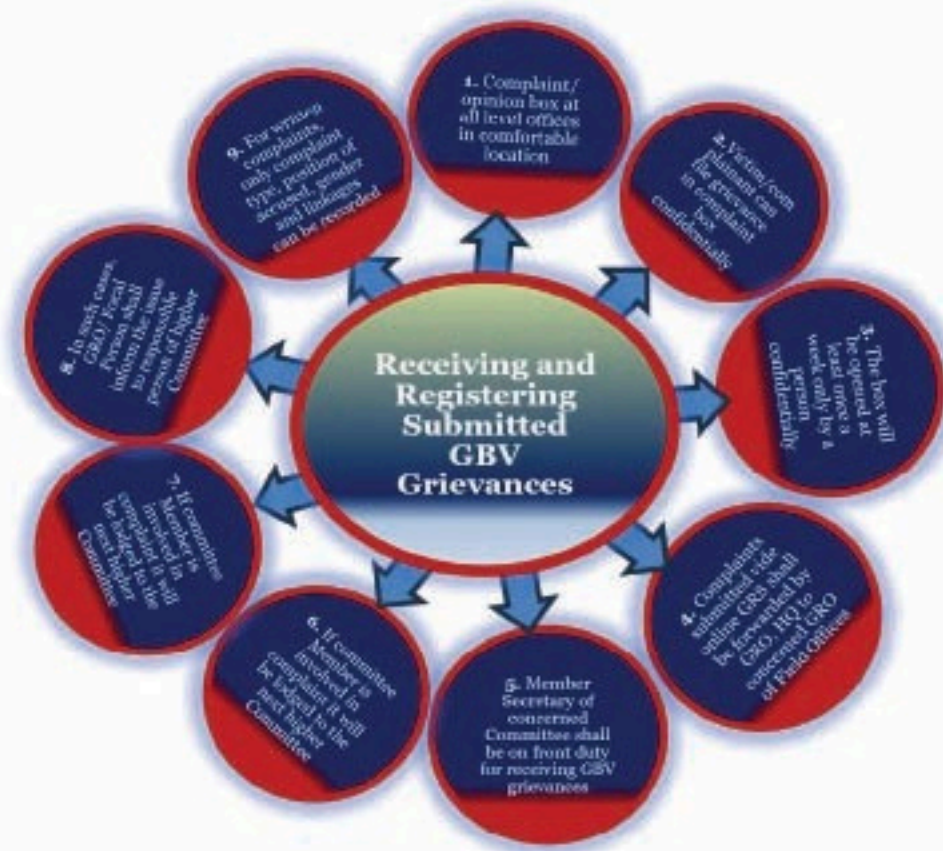 Receiving and
Registering
Submitted
GBV
Grievances
1. Complaint/
opinion box at
all level offices
in comfortable
location
2.Victim/com
plainant can
file grievance
in complaint
box
confidentially
3. The box will
be opened at
least once a
week only by a
person
confidentially
4. Complaints
submitted vide
online GRS shall
be forwarded by
GRO, HQ to
concerned GRO
of Field Offices
5. Member
Secretary of
concerned
Committee shall
be on front duty
for receiving GBV
grievances
6. If committee
Member is
involved in
complaint it will
be lodged to the
next higher
Committee
7. If committee
Member is
involved in
complaint it will
be lodged to the
next higher
Committee
8. In such cases,
GRO/ Focal
Person shall
inform the issue
to responsible
person of higher
Committee
9. For written
complaints,
only complaint
type, position of
accused, gender
and linkages
can be recorded